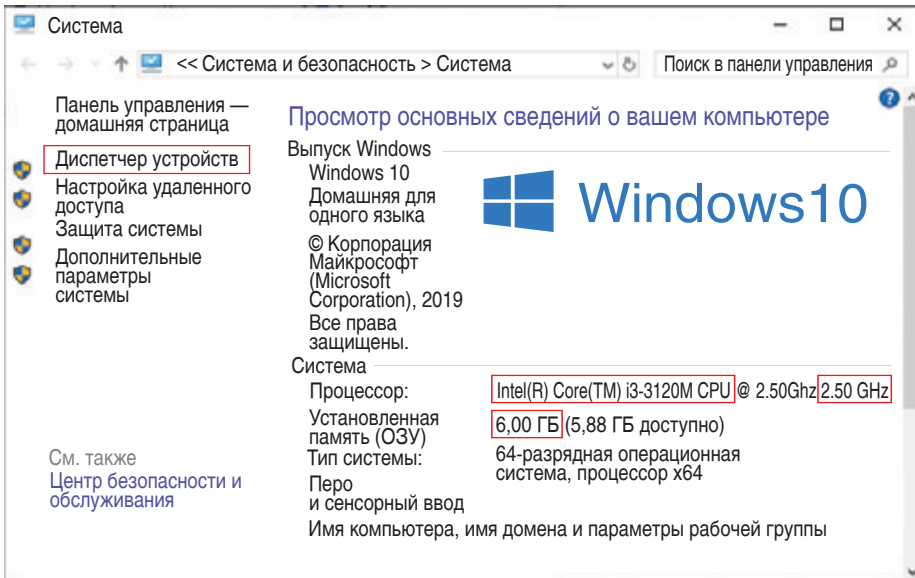 Система
<< Система и безопасность > Система
Поиск в панели управления
?
Панель управления —
домашняя страница
Диспетчер устройств
Настройка удаленного
доступа
Защита системы
Дополнительные
параметры
системы
См. также
Центр безопасности и
обслуживания
Просмотр основных сведений о вашем компьютере
Выпуск Windows
Windows 10
Домашняя для
одного языка
© Корпорация
Майкрософт
(Microsoft
Corporation), 2019
Все права
защищены.
Windows10
Система
Процессор: Intel(R) Core(TM) i3-3120M CPU @ 2.50Ghz 2.50 GHz
Установленная
память (ОЗУ) 6,00 ГБ (5,88 ГБ доступно)
Тип системы: 64-разрядная операционная
система, процессор x64
Перо
и сенсорный ввод
Имя компьютера, имя домена и параметры рабочей группы